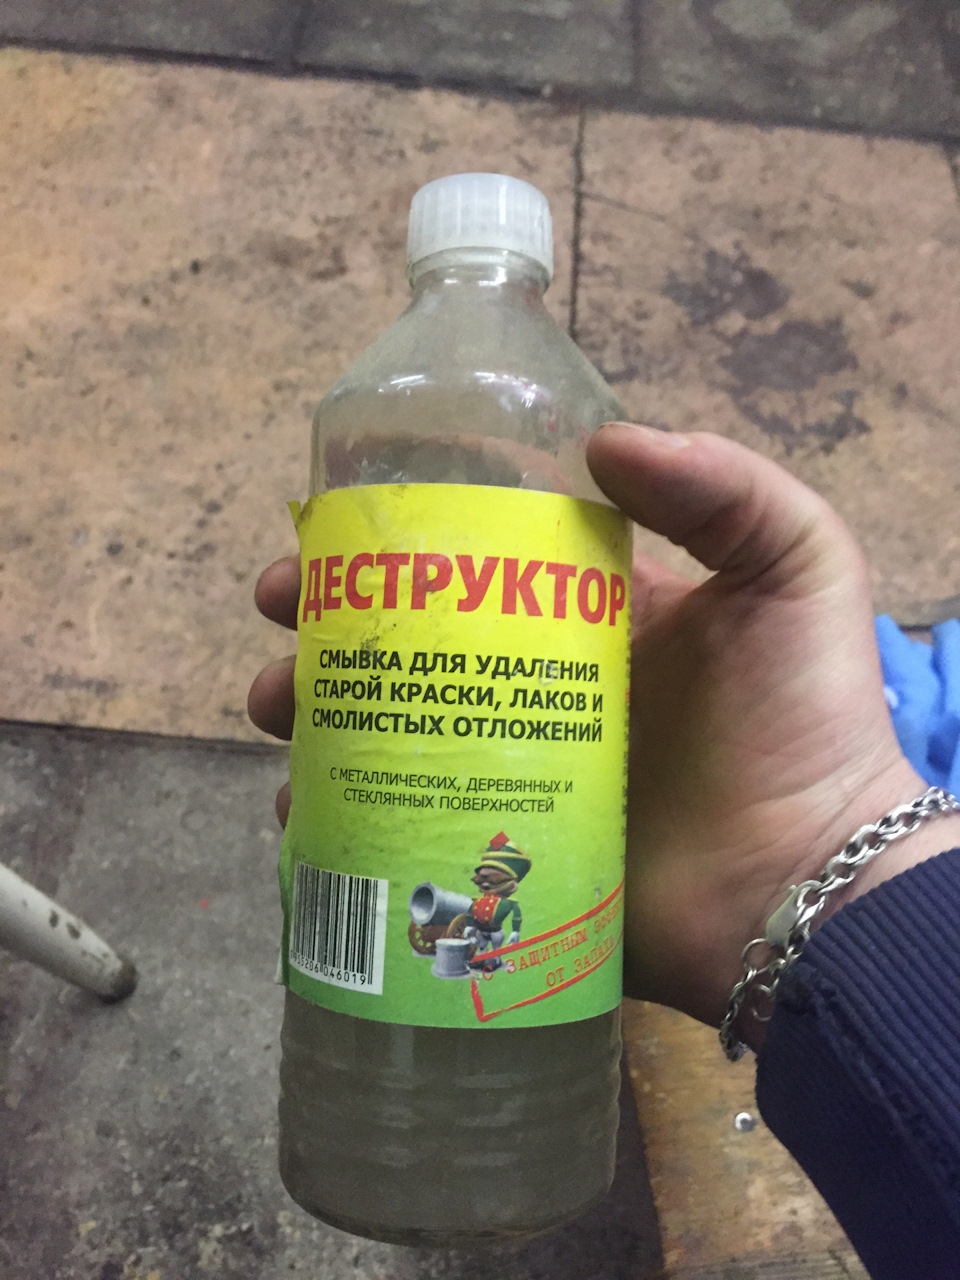 ДЕСТРУКТОР
СМЫВКА ДЛЯ УДАЛЕНИЯ
СТАРОЙ КРАСКИ, ЛАКОВ И
СМОЛИСТЫХ ОТЛОЖЕНИЙ
С МЕТАЛЛИЧЕСКИХ, ДЕРЕВЯННЫХ И
СТЕКЛЯННЫХ ПОВЕРХНОСТЕЙ
С ЗАЩИТНЫМ
ОТ ЗАПАХА